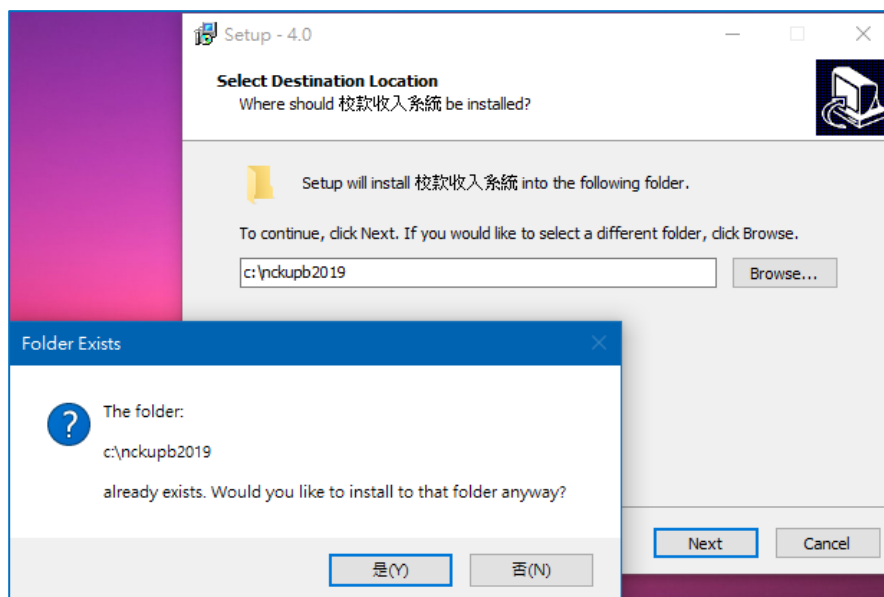 Setup - 4.0
Select Destination Location
Where should 校款收入系統 be installed?
Setup will install 校款收入系統 into the following folder.
To continue, click Next. If you would like to select a different folder, click Browse.
c:\nckupb2019
Browse...
Folder Exists
The folder:
c:\nckupb2019
already exists. Would you like to install to that folder anyway?
是(Y)
否(N)
Next
Cancel